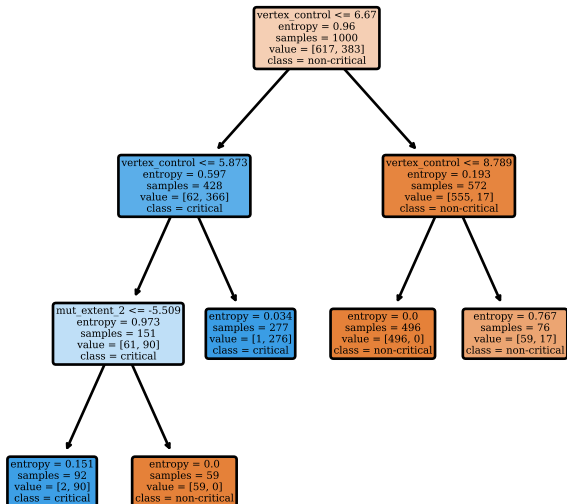 vertex_control <= 6.67
entropy = 0.96
samples = 1000
value = [617, 383]
class = non-critical
vertex_control <= 5.873
entropy = 0.597
samples = 428
value = [62, 366]
class = critical
vertex_control <= 8.789
entropy = 0.193
samples = 572
value = [555, 17]
class = non-critical
mut_extent_2 <= -5.509
entropy = 0.973
samples = 151
value = [61, 90]
class = critical
entropy = 0.034
samples = 277
value = [1, 276]
class = critical
entropy = 0.0
samples = 496
value = [496, 0]
class = non-critical
entropy = 0.767
samples = 76
value = [59, 17]
class = non-critical
entropy = 0.151
samples = 92
value = [2, 90]
class = critical
entropy = 0.0
samples = 59
value = [59, 0]
class = non-critical